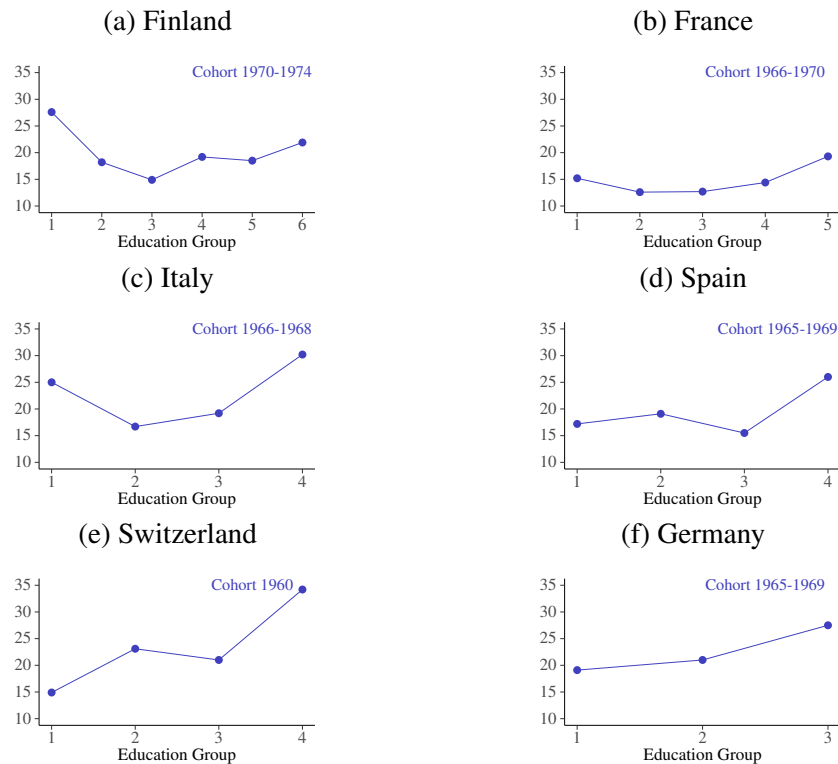 (a) Finland
Cohort 1970-1974
35
30
25
20
15
10
1 2 3 4 5 6
Education Group
(b) France
Cohort 1966-1970
35
30
25
20
15
10
1 2 3 4 5
Education Group
(c) Italy
Cohort 1966-1968
35
30
25
20
15
10
1 2 3 4
Education Group
(d) Spain
Cohort 1965-1969
35
30
25
20
15
10
1 2 3 4
Education Group
(e) Switzerland
Cohort 1960
35
30
25
20
15
10
1 2 3 4
Education Group
(f) Germany
Cohort 1965-1969
35
30
25
20
15
10
1 2 3
Education Group